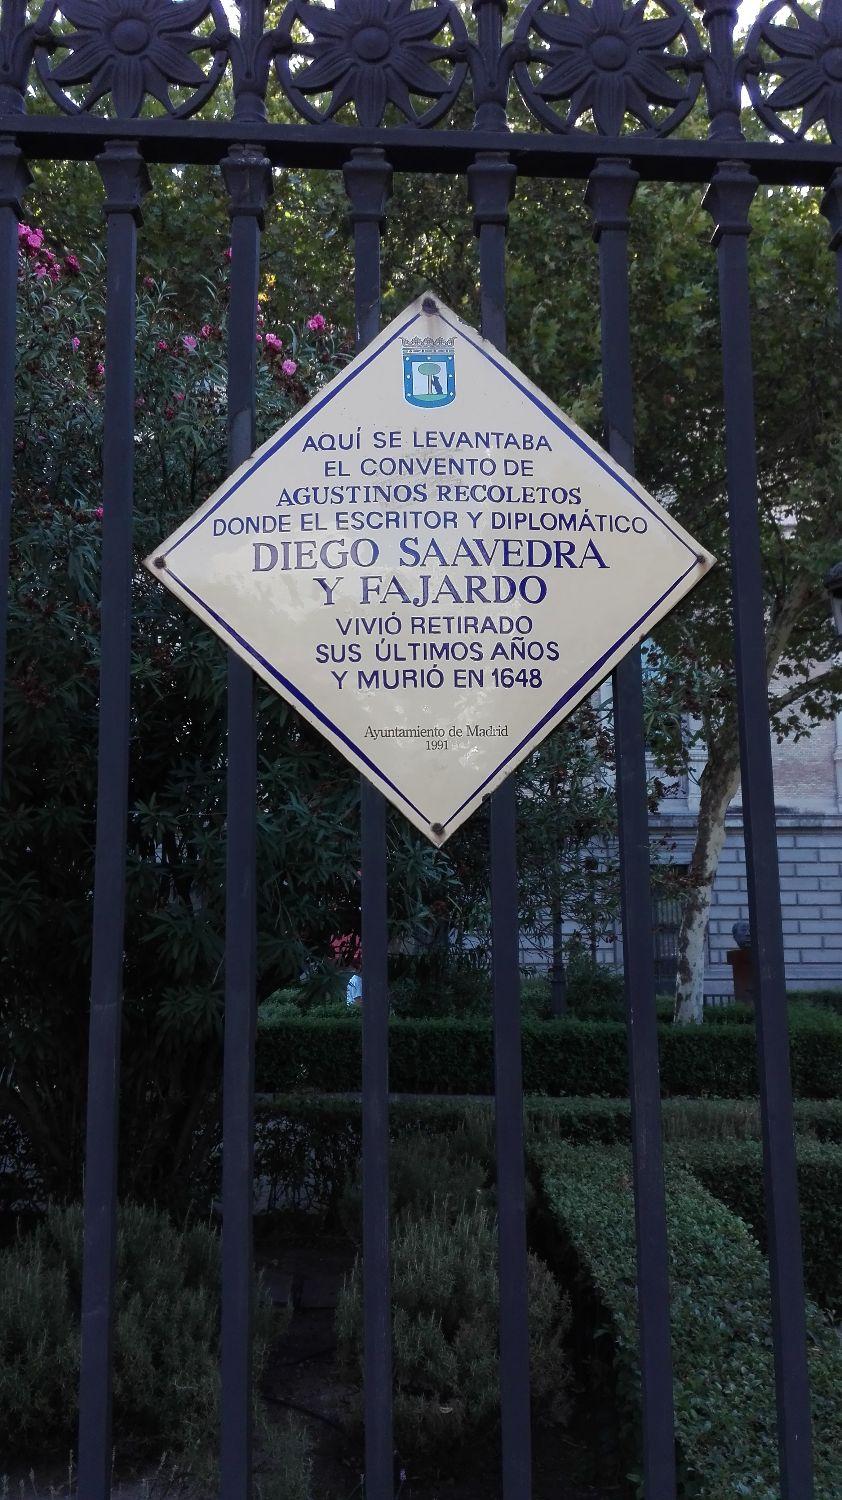 AQUÍ SE LEVANTABA
EL CONVENTO DE
AGUSTINOS RECOLETOS
DONDE EL ESCRITOR Y DIPLOMÁTICO
DIEGO SAAVEDRA
Y FAJARDO
VIVIÓ RETIRADO
SUS ÚLTIMOS AÑOS
Y MURIÓ EN 1648
Ayuntamiento de Madrid
1991